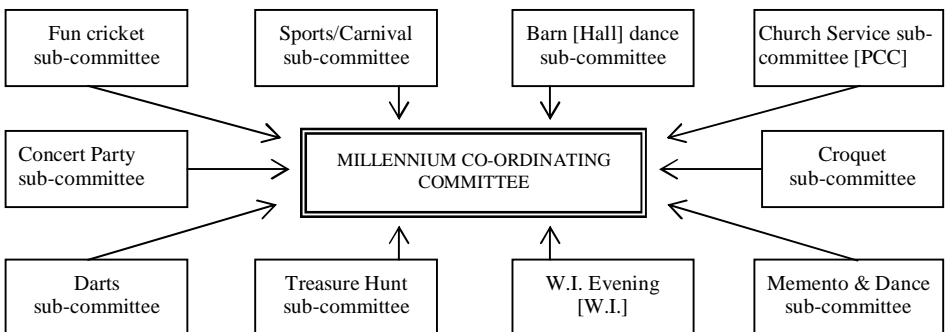 Fun cricket
sub-committee
Sports/Carnival
sub-committee
Barn [Hall] dance
sub-committee
Church Service sub-
committee [PCC]
Concert Party
sub-committee
MILLENNIUM CO-ORDINATING
COMMITTEE
Croquet
sub-committee
Darts
sub-committee
Treasure Hunt
sub-committee
W.I. Evening
[W.I.]
Memento & Dance
sub-committee